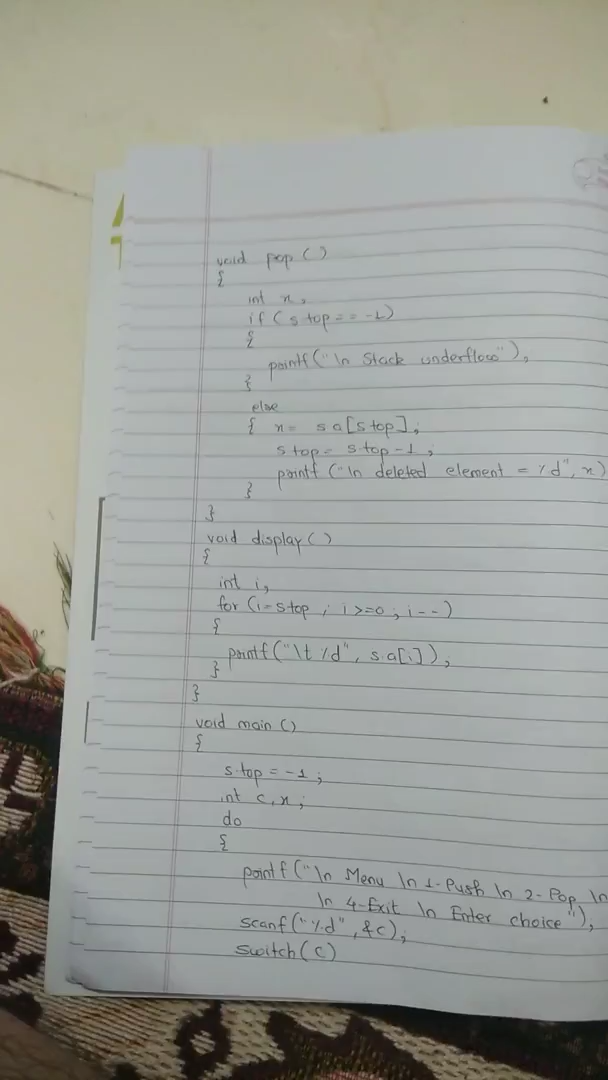 void pop()
{
int x;
if (s.top == -1)
{
printf("\n Stack underflow");
}
else
{ x = s.a[s.top];
s.top = s.top-1;
printf ("\n deleted element = %d", x)
}
}
void display()
{
int i;
for (i=s.top ; i>=0 ; i--)
{
printf("\t %d", s.a[i]);
}
}
void main()
{
s.top = -1;
int c,x;
do
{
printf("\n Menu \n 1-Push \n 2-Pop \n
\n 4-Exit \n Enter choice");
scanf("%d", &c);
switch(c)